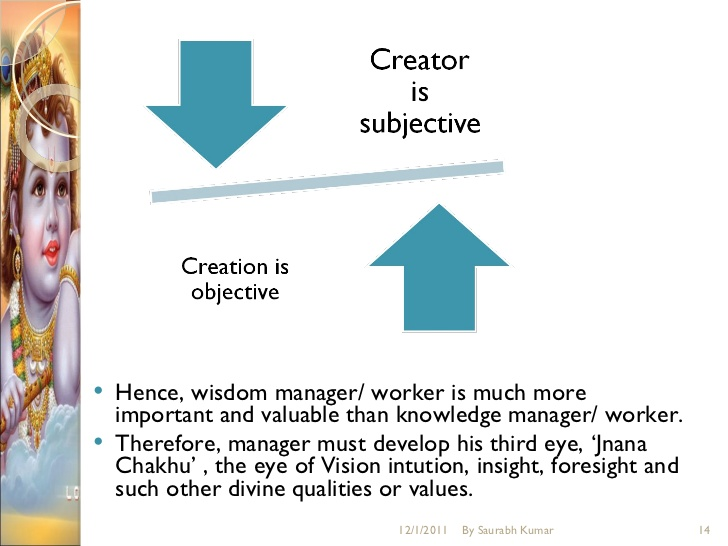 Creator
is
subjective
Creation is
objective
• Hence, wisdom manager/ worker is much more
important and valuable than knowledge manager/ worker.
• Therefore, manager must develop his third eye, ‘Jnana
Chakhu’ , the eye of Vision intution, insight, foresight and
such other divine qualities or values.
12/1/2011 By Saurabh Kumar 14